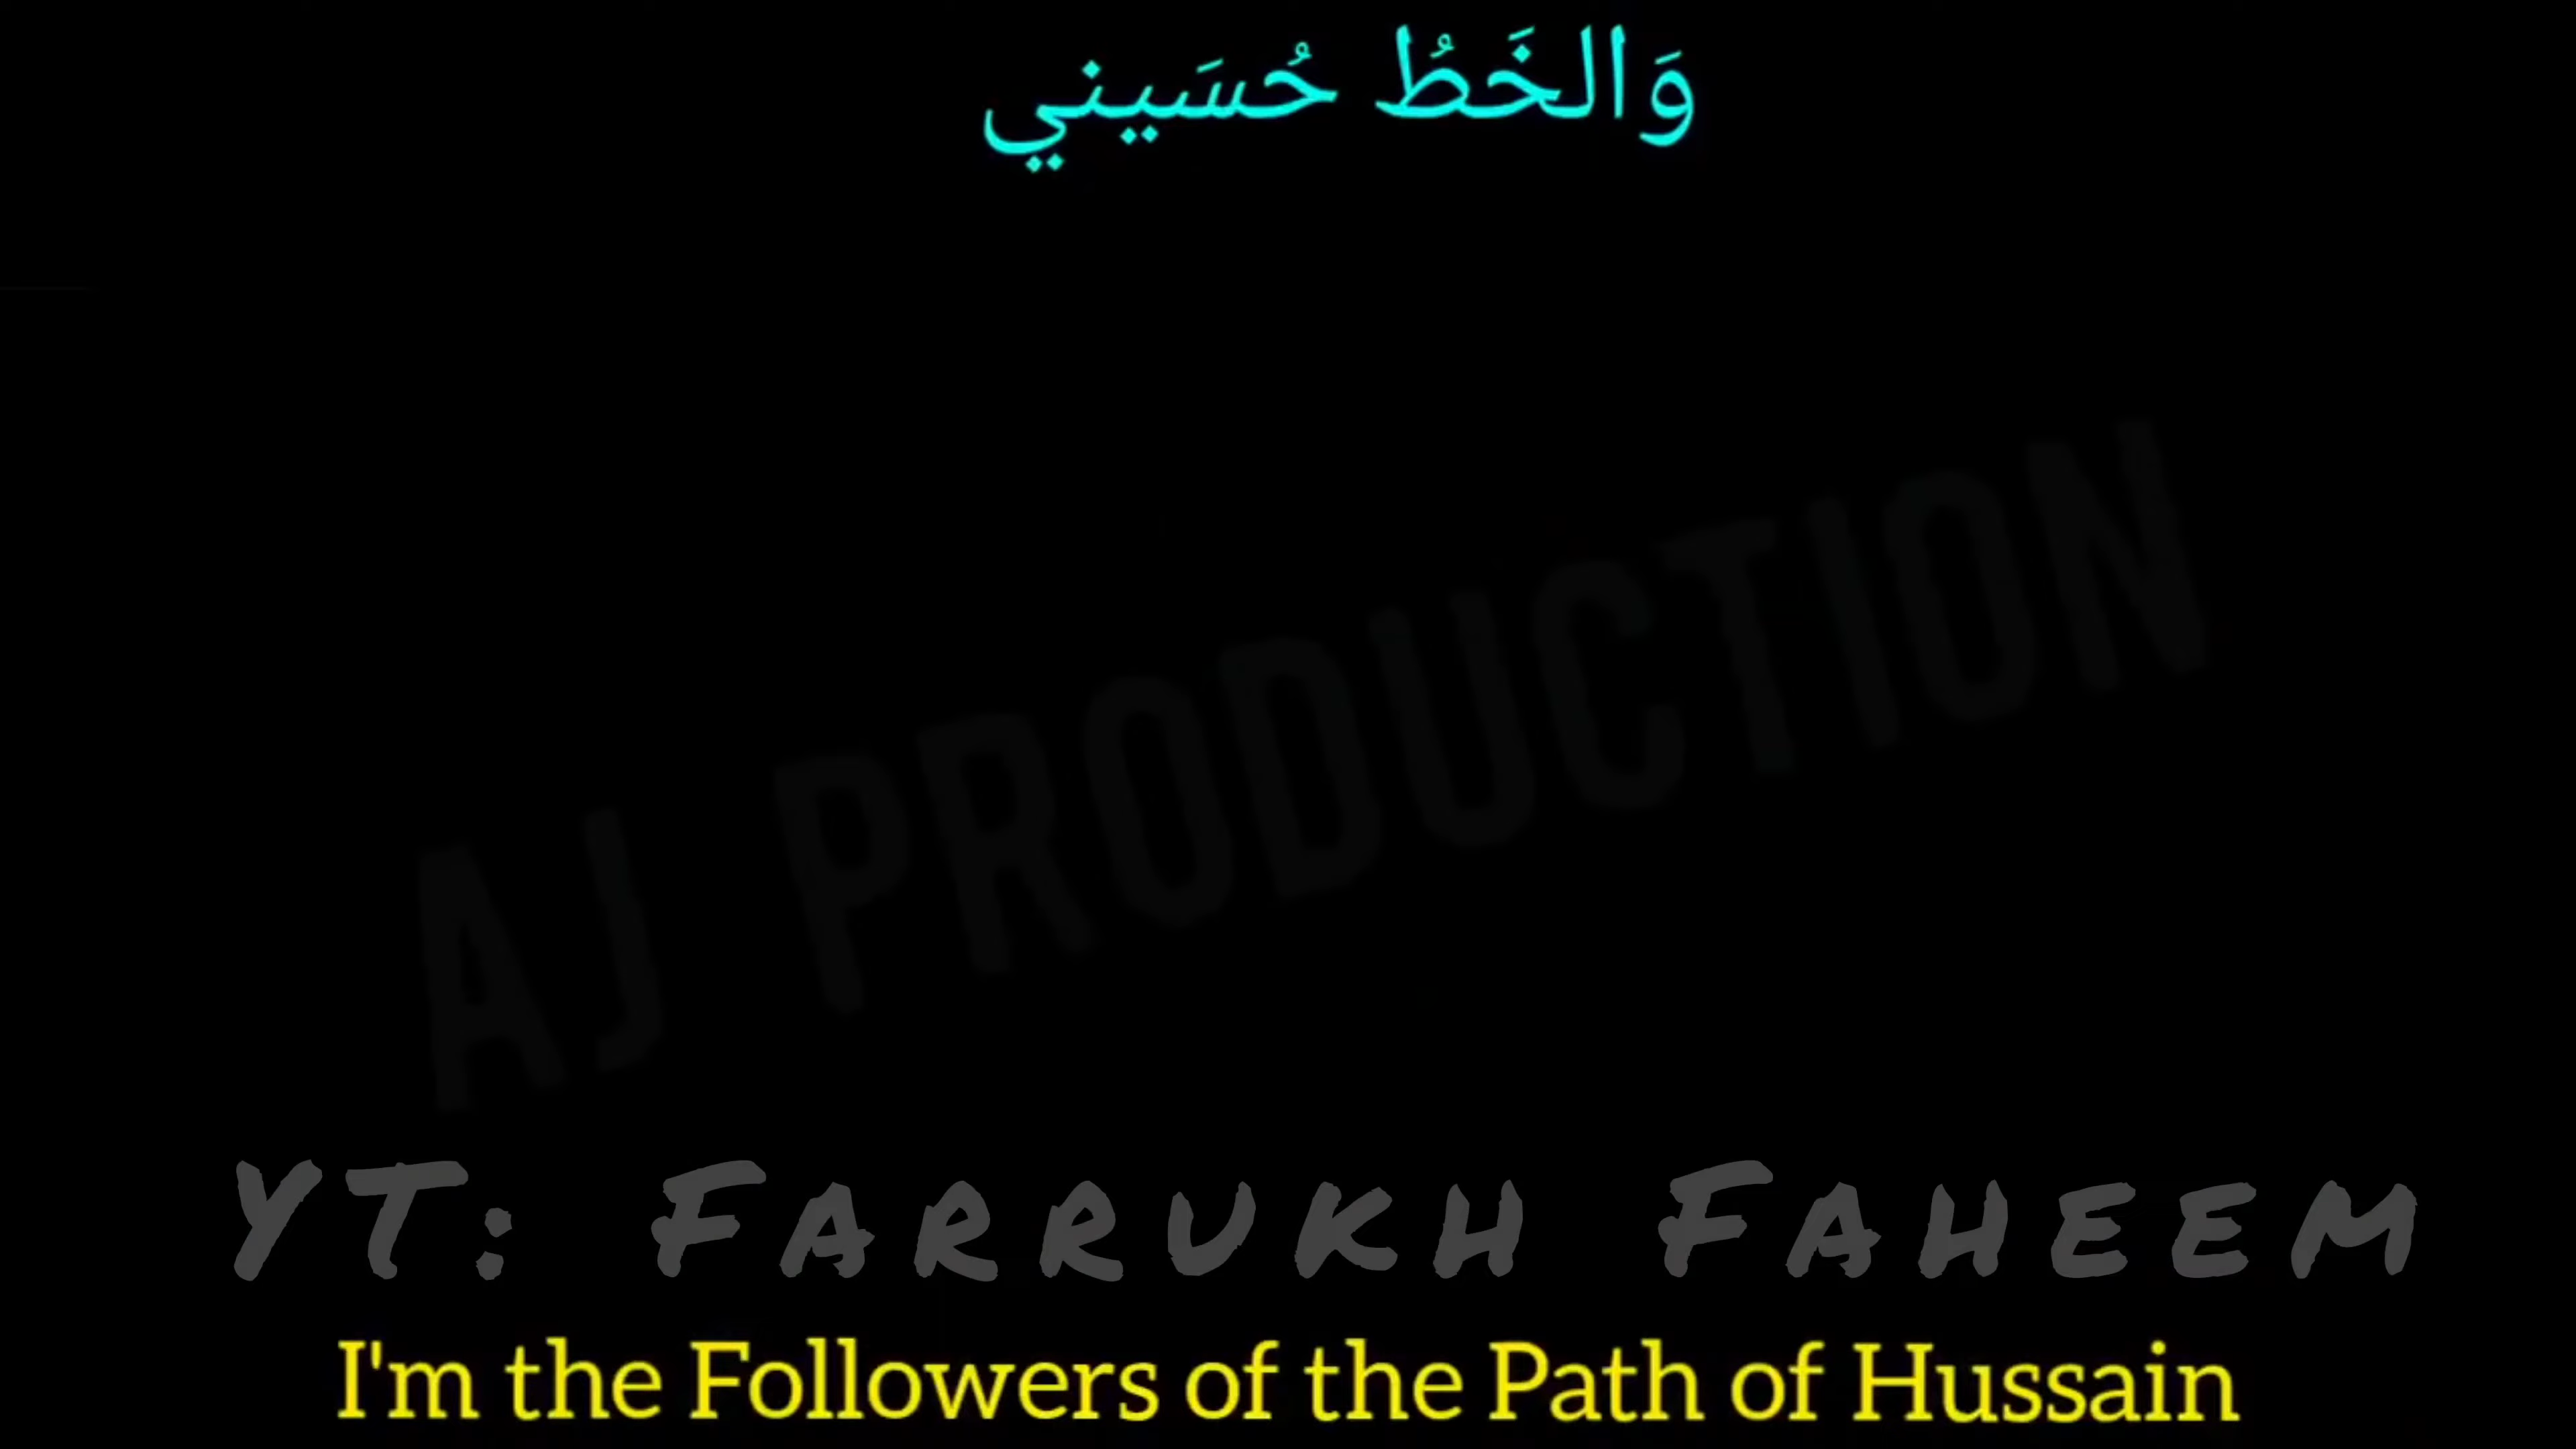 وَالخَطُ حُسَيني
AJ PRODUCTION
YT: FARRUKH FAHEEM
I'm the Followers of the Path of Hussain